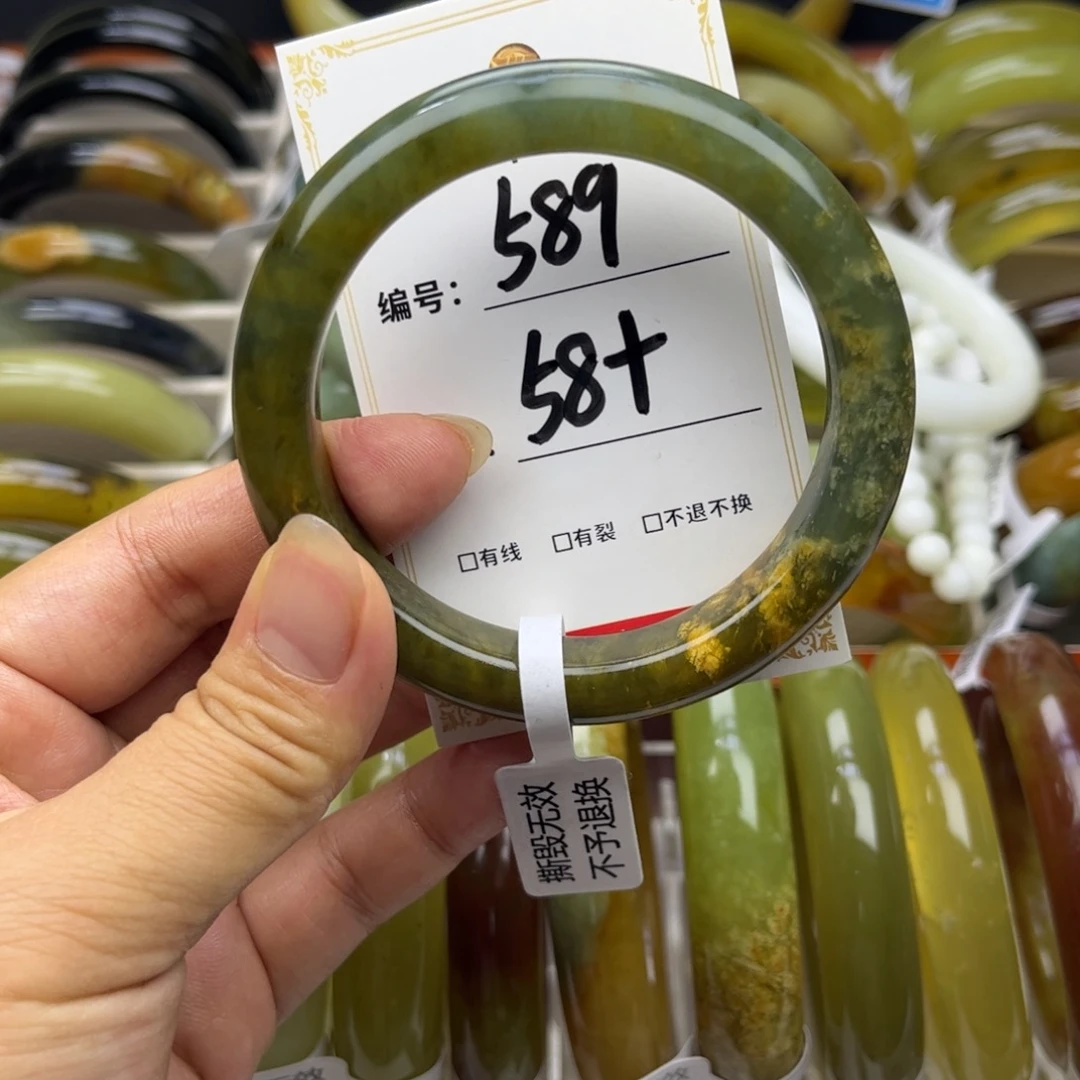 编号: 589
58+
□有线 □有裂 □不退不换
撕毁无效
不予退换